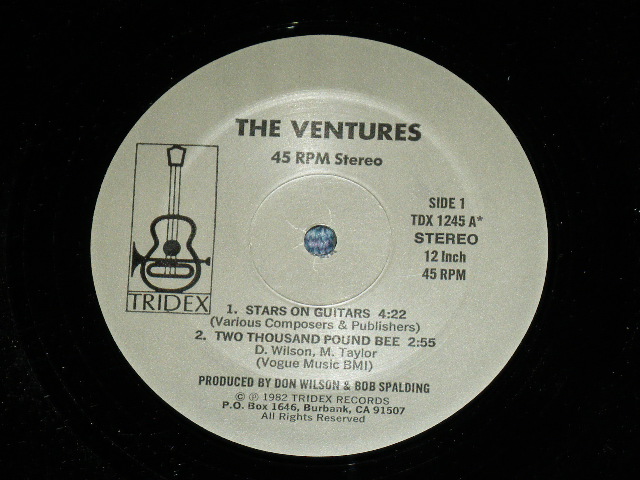 THE VENTURES
45 RPM Stereo
SIDE 1
TDX 1245 A*
STEREO
12 Inch
45 RPM
TRIDEX
1. STARS ON GUITARS 4:22
(Various Composers & Publishers)
2. TWO THOUSAND POUND BEE 2:55
D. Wilson, M. Taylor
(Vogue Music BMI)
PRODUCED BY DON WILSON & BOB SPALDING
© ℗ 1982 TRIDEX RECORDS
P.O. Box 1646, Burbank, CA 91507
All Rights Reserved